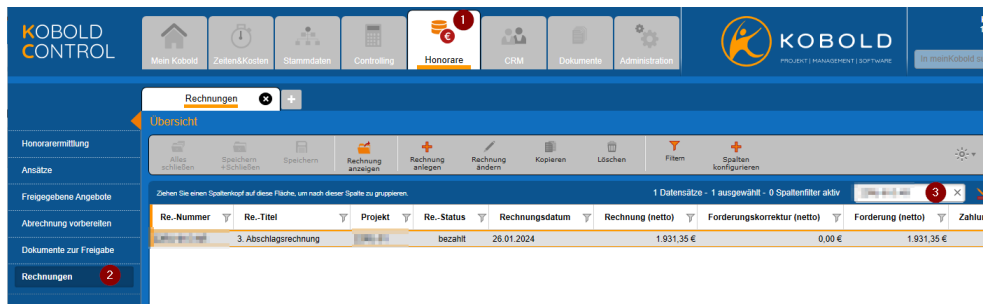 KOBOLD
CONTROL
1
Mein Kobold
Zeiten&Kosten
Stammdaten
Controlling
Honorare
CRM
Dokumente
Administration
KOBOLD
PROJEKT | MANAGEMENT | SOFTWARE
In meinKobold
Rechnungen
Übersicht
Honorarermittlung
Ansätze
Freigegebene Angebote
Abrechnung vorbereiten
Dokumente zur Freigabe
Rechnungen 2
Alles schließen
Speichern +Schließen
Speichern
Rechnung anzeigen
Rechnung anlegen
Rechnung ändern
Kopieren
Löschen
Filtern
Spalten konfigurieren
Ziehen Sie einen Spaltenkopf auf diese Fläche, um nach dieser Spalte zu gruppieren.
1 Datensätze - 1 ausgewählt - 0 Spaltenfilter aktiv
3
Re.-Nummer Re.-Titel Projekt Re.-Status Rechnungsdatum Rechnung (netto) Forderungskorrektur (netto) Forderung (netto) Zahlu
3. Abschlagsrechnung bezahlt 26.01.2024 1.931,35 € 0,00 € 1.931,35 €